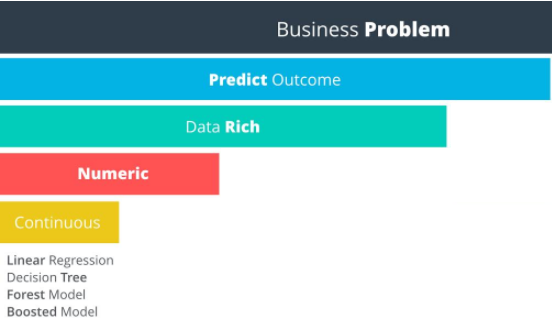 Business Problem
Predict Outcome
Data Rich
Numeric
Continuous
Linear Regression
Decision Tree
Forest Model
Boosted Model